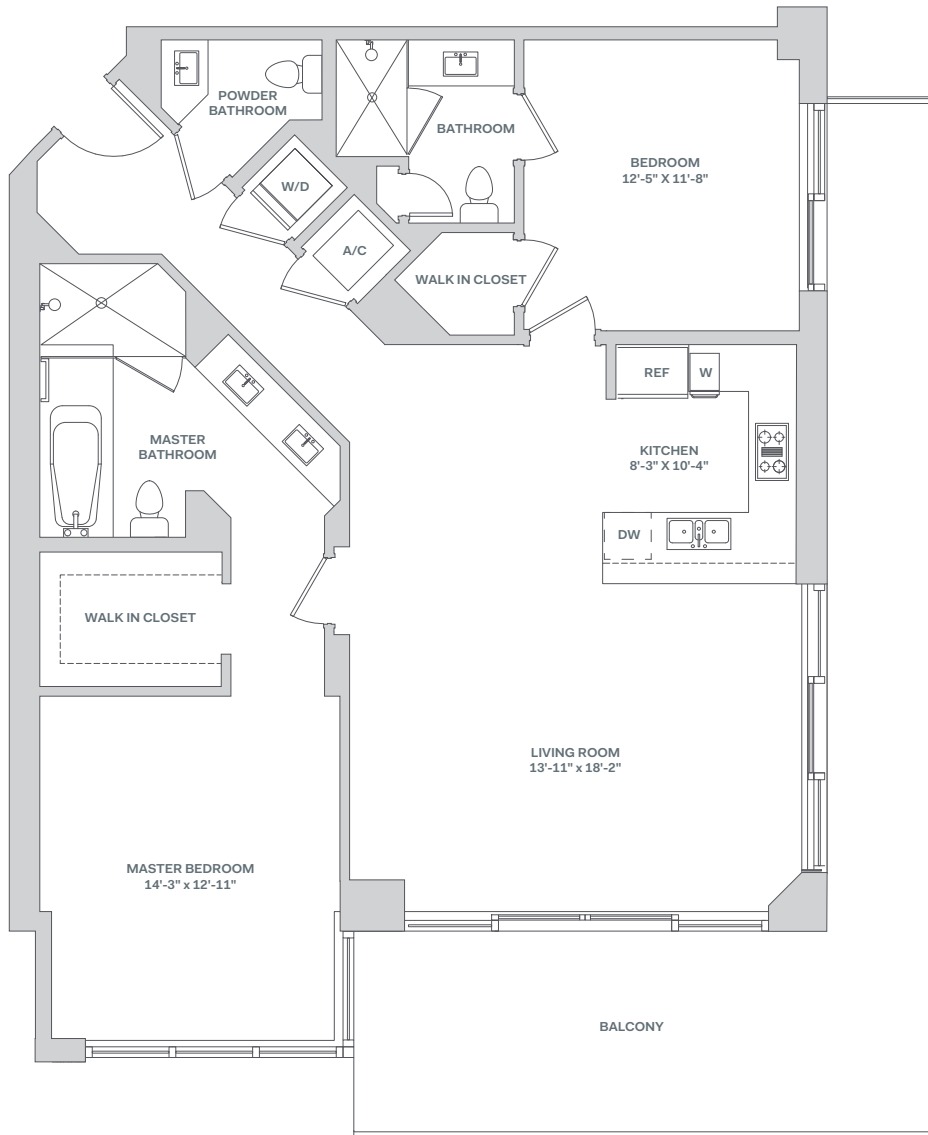 POWDER
BATHROOM
BATHROOM
BEDROOM
12'-5" X 11'-8"
W/D
A/C
WALK IN CLOSET
REF
W
KITCHEN
8'-3" X 10'-4"
MASTER
BATHROOM
DW
WALK IN CLOSET
LIVING ROOM
13'-11" x 18'-2"
MASTER BEDROOM
14'-3" x 12'-11"
BALCONY